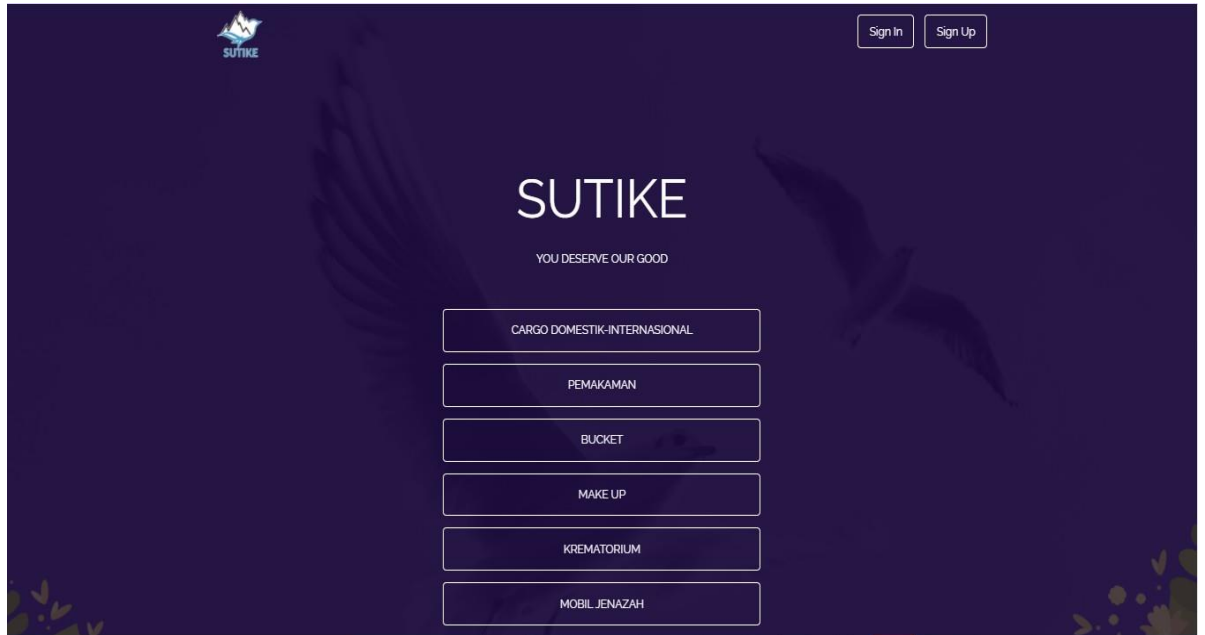 SUTIKE
Sign In
Sign Up
SUTIKE
YOU DESERVE OUR GOOD
CARGO DOMESTIK-INTERNASIONAL
PEMAKAMAN
BUCKET
MAKE UP
KREMATORIUM
MOBIL JENAZAH